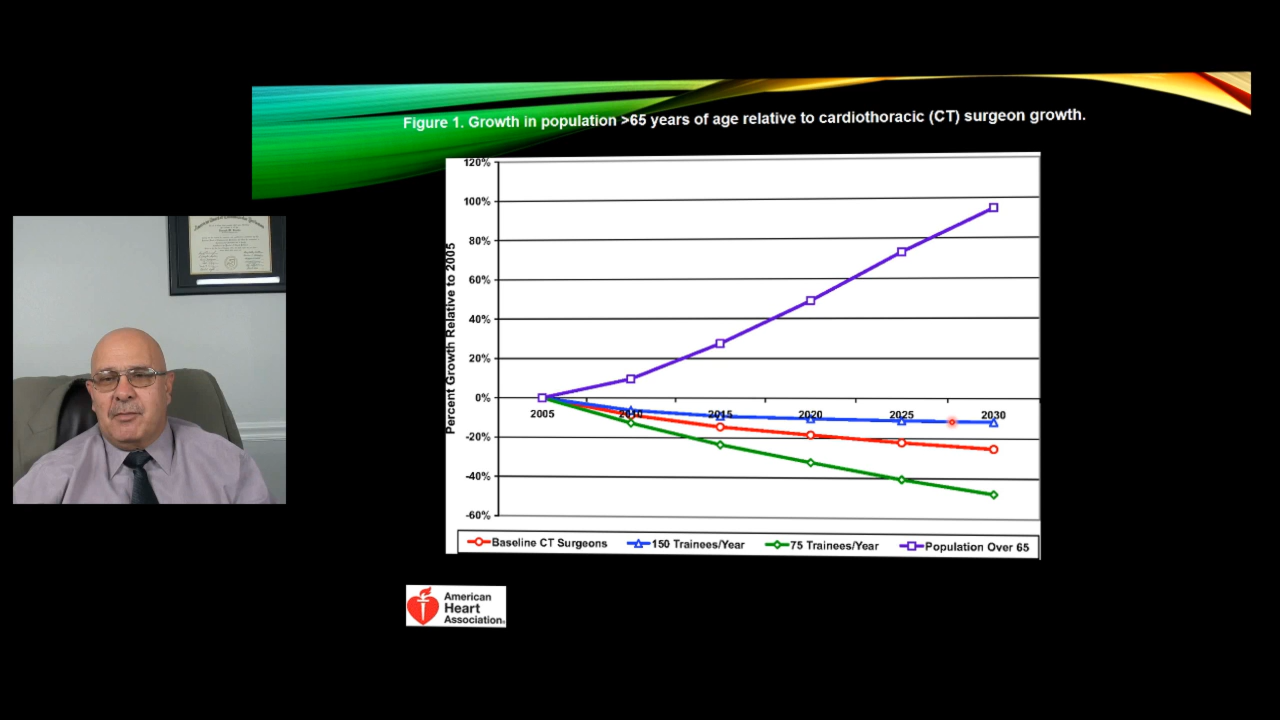 Figure 1. Growth in population >65 years of age relative to cardiothoracic (CT) surgeon growth.
120%
100%
80%
60%
40%
20%
0%
-20%
-40%
-60%
Percent Growth Relative to 2005
2005 2010 2015 2020 2025 2030
Baseline CT Surgeons 150 Trainees/Year 75 Trainees/Year Population Over 65
American
Heart
Association®